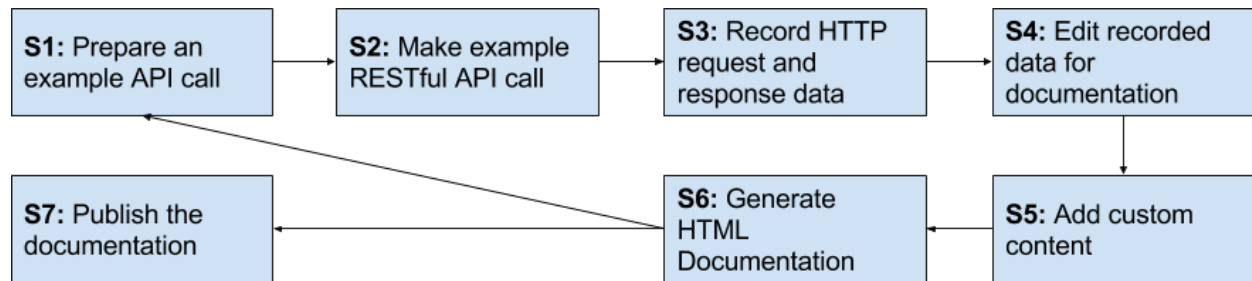 S1: Prepare an
example API call
S2: Make example
RESTful API call
S3: Record HTTP
request and
response data
S4: Edit recorded
data for
documentation
S5: Add custom
content
S6: Generate
HTML
Documentation
S7: Publish the
documentation